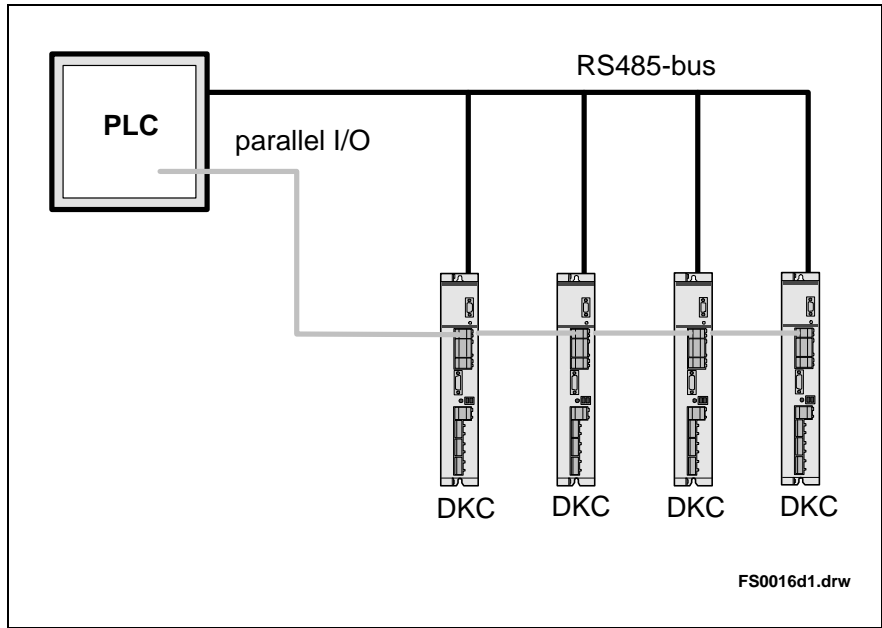 RS485-bus
PLC
parallel I/O
DKC DKC DKC DKC
FS0016d1.drw